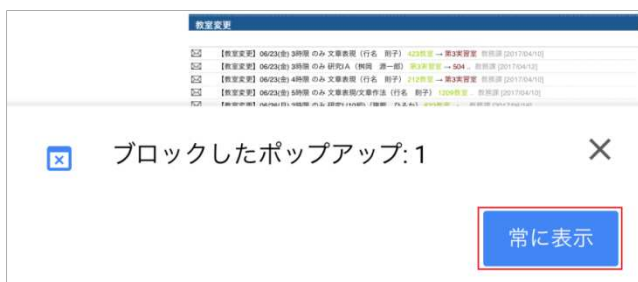 教室変更
【教室変更】06/23(金) 3時限 のみ 文章表現（行名 則子） 423教室 → 第3実習室 教務課 [2017/04/10]
【教室変更】06/23(金) 3時限 のみ 研究IA（桝岡 源一郎） 第3実習室 → 504 .. 教務課 [2017/04/12]
【教室変更】06/23(金) 4時限 のみ 文章表現（行名 則子） 212教室 → 第3実習室 教務課 [2017/04/10]
【教室変更】06/23(金) 5時限 のみ 文章表現/文章作法（行名 則子） 1209教室 .. 教務課 [2017/04/10]
ブロックしたポップアップ: 1
常に表示